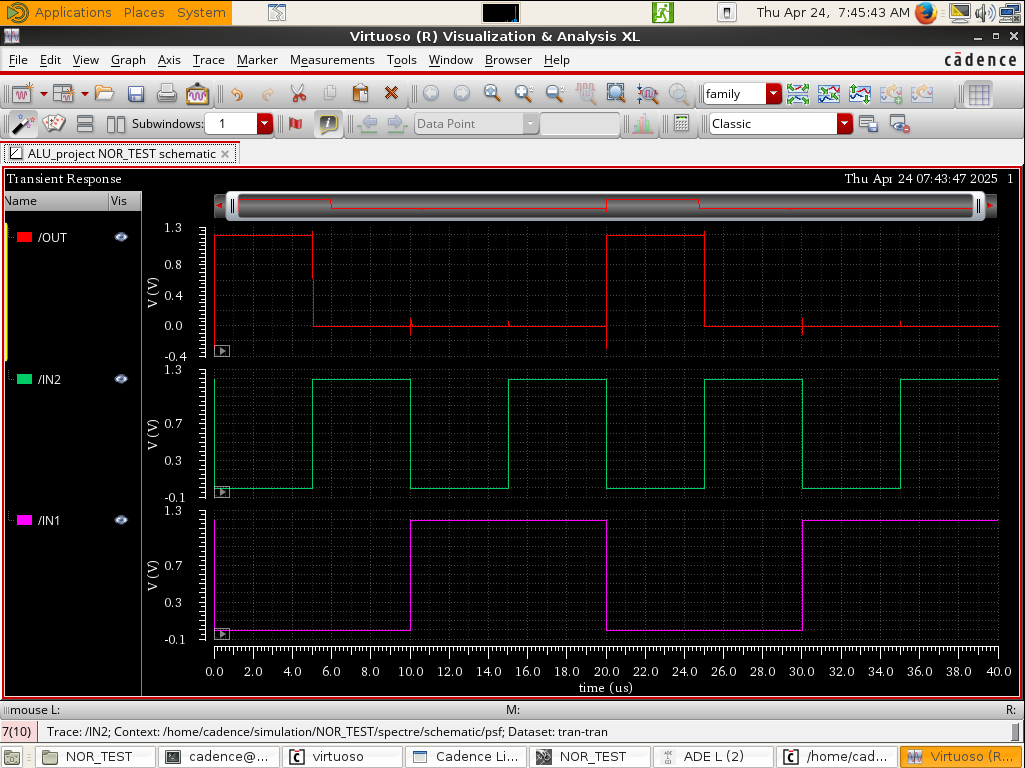 Applications Places System Thu Apr 24, 7:45:43 AM
Virtuoso (R) Visualization & Analysis XL
File Edit View Graph Axis Trace Marker Measurements Tools Window Browser Help cādence
family
Subwindows: 1 Data Point Classic
ALU_project NOR_TEST schematic
Transient Response Thu Apr 24 07:43:47 2025 1
Name Vis
/OUT
1.3
0.8
0.4
0.0
-0.4
V (V)
/IN2
1.3
0.7
0.3
-0.1
V (V)
/IN1
1.3
0.7
0.3
-0.1
V (V)
0.0 2.0 4.0 6.0 8.0 10.0 12.0 14.0 16.0 18.0 20.0 22.0 24.0 26.0 28.0 30.0 32.0 34.0 36.0 38.0 40.0
time (us)
mouse L: M: R:
7(10) Trace: /IN2; Context: /home/cadence/simulation/NOR_TEST/spectre/schematic/psf; Dataset: tran-tran
NOR_TEST cadence@... virtuoso Cadence Li... NOR_TEST ADE L (2) /home/cad... Virtuoso (R...